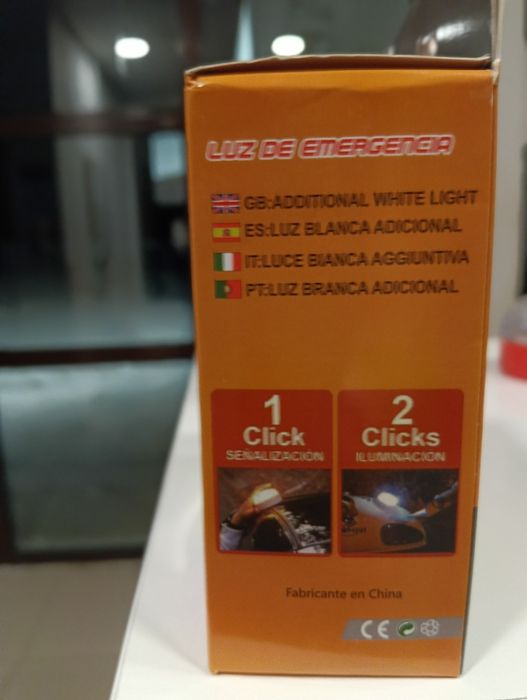 LUZ DE EMERGENCIA
GB:ADDITIONAL WHITE LIGHT
ES:LUZ BLANCA ADICIONAL
IT:LUCE BIANCA AGGIUNTIVA
PT:LUZ BRANCA ADICIONAL
1
Click
SEÑALIZACIÓN
2
Clicks
ILUMINACIÓN
Fabricante en China
CE